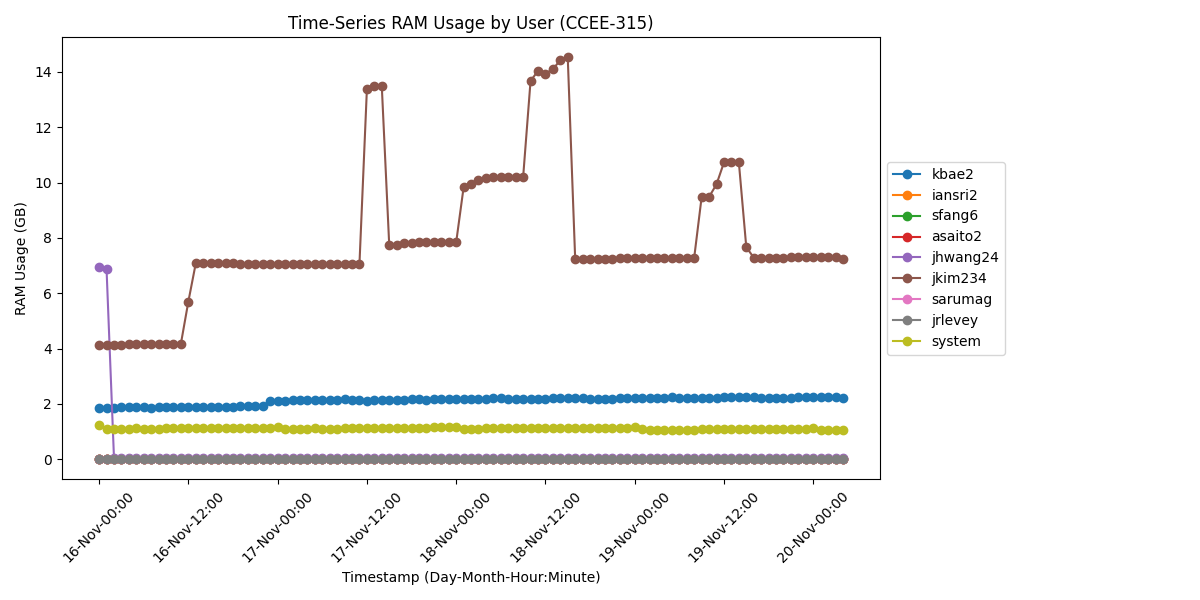 Time-Series RAM Usage by User (CCEE-315)
RAM Usage (GB)
14
12
10
8
6
4
2
0
16-Nov-00:00
16-Nov-12:00
17-Nov-00:00
17-Nov-12:00
18-Nov-00:00
18-Nov-12:00
19-Nov-00:00
19-Nov-12:00
20-Nov-00:00
Timestamp (Day-Month-Hour:Minute)
kbae2
iansri2
sfang6
asaito2
jhwang24
jkim234
sarumag
jrlevey
system